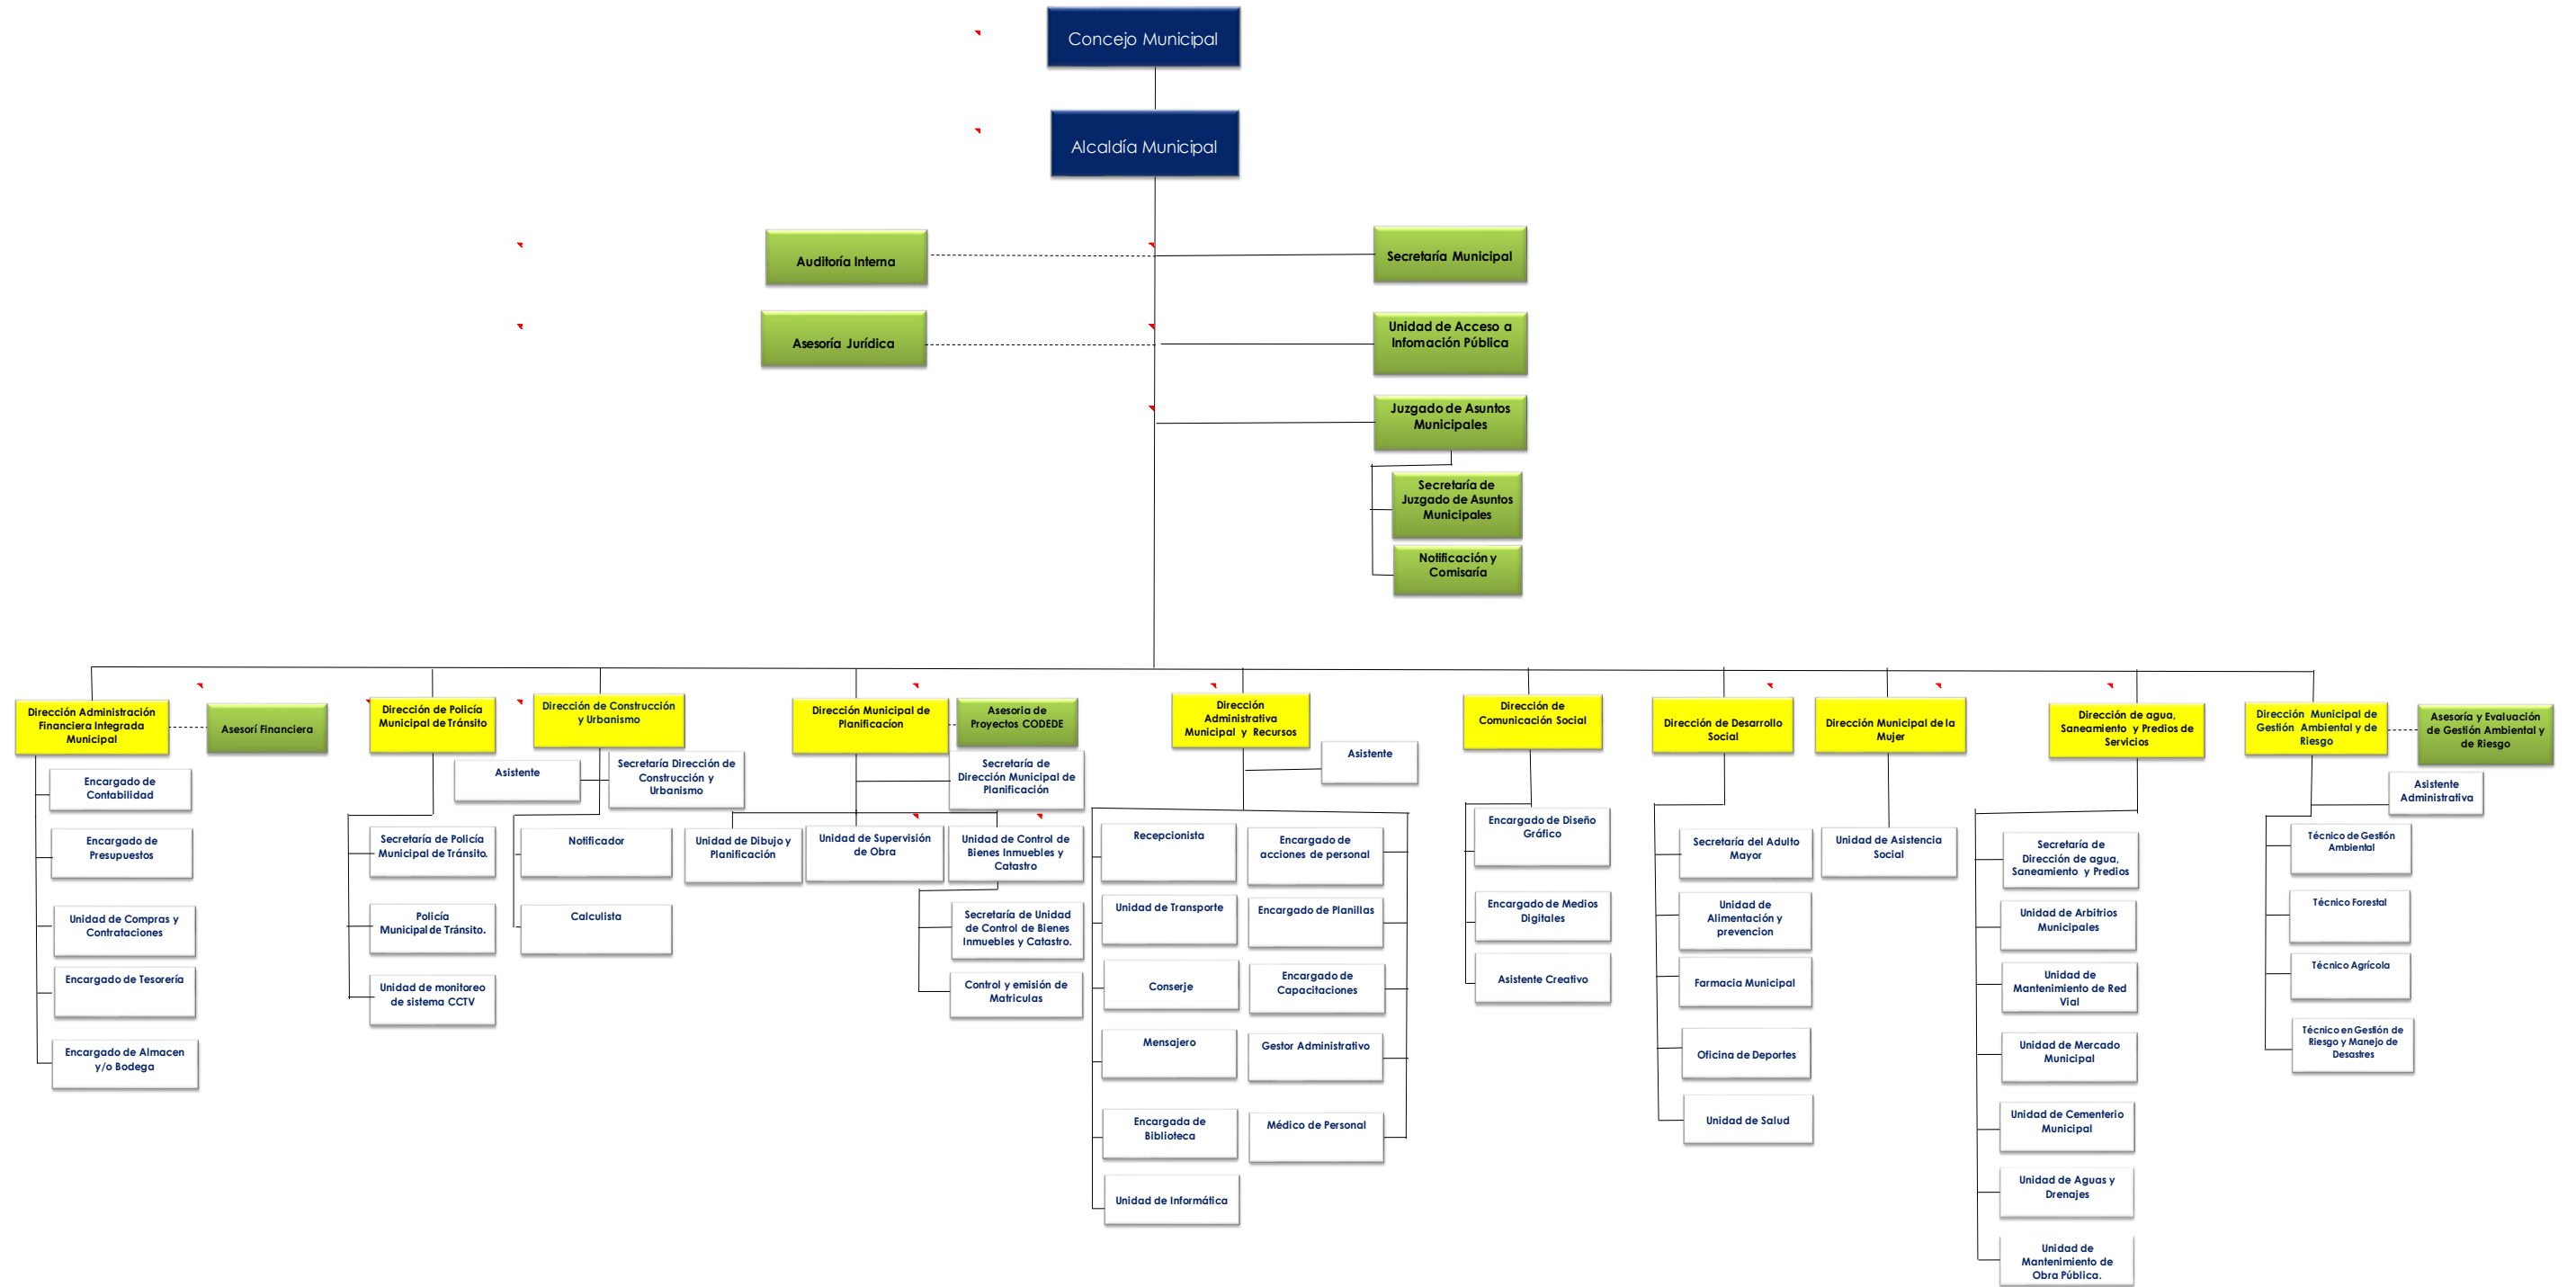 Concejo Municipal
Alcaldía Municipal
Auditoría Interna
Secretaría Municipal
Asesoría Jurídica
Unidad de Acceso a
Infomación Pública
Juzgado de Asuntos
Municipales
Secretaría de
Juzgado de Asuntos
Municipales
Notificación y
Comisaría
Dirección Administración
Financiera Integrada
Municipal
Asesorí Financiera
Encargado de
Contabilidad
Encargado de
Presupuestos
Unidad de Compras y
Contrataciones
Encargado de Tesorería
Encargado de Almacen
y/o Bodega
Dirección de Policía
Municipal de Tránsito
Secretaría de Policía
Municipal de Tránsito.
Policía
Municipal de Tránsito.
Unidad de monitoreo
de sistema CCTV
Dirección de Construcción
y Urbanismo
Asistente
Secretaría Dirección de
Construcción y
Urbanismo
Notificador
Calculista
Dirección Municipal de
Planificacíon
Asesoria de
Proyectos CODEDE
Secretaría de
Dirección Municipal de
Planificación
Unidad de Dibujo y
Planificación
Unidad de Supervisión
de Obra
Unidad de Control de
Bienes Inmuebles y
Catastro
Secretaría de Unidad
de Control de Bienes
Inmuebles y Catastro.
Control y emisión de
Matriculas
Dirección
Administrativa
Municipal y Recursos
Asistente
Recepcionista
Unidad de Transporte
Conserje
Mensajero
Encargada de
Biblioteca
Unidad de Informática
Encargado de
acciones de personal
Encargado de Planillas
Encargado de
Capacitaciones
Gestor Administrativo
Médico de Personal
Dirección de
Comunicación Social
Encargado de Diseño
Gráfico
Encargado de Medios
Digitales
Asistente Creativo
Dirección de Desarrollo
Social
Secretaría del Adulto
Mayor
Unidad de
Alimentación y
prevencion
Farmacia Municipal
Oficina de Deportes
Unidad de Salud
Dirección Municipal de la
Mujer
Unidad de Asistencia
Social
Dirección de agua,
Saneamiento y Predios de
Servicios
Secretaría de
Dirección de agua,
Saneamiento y Predios
Unidad de Arbitrios
Municipales
Unidad de
Mantenimiento de Red
Vial
Unidad de Mercado
Municipal
Unidad de Cementerio
Municipal
Unidad de Aguas y
Drenajes
Unidad de
Mantenimiento de
Obra Pública.
Dirección Municipal de
Gestión Ambiental y de
Riesgo
Asesoría y Evaluación
de Gestión Ambiental y
de Riesgo
Asistente
Administrativa
Técnico de Gestión
Ambiental
Técnico Forestal
Técnico Agrícola
Técnico en Gestión de
Riesgo y Manejo de
Desastres